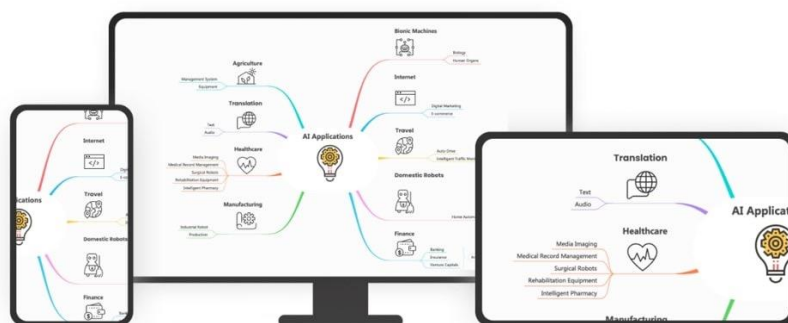 Internet
Travel
Domestic Robots
Finance
Agriculture
Management System
Equipment
Translation
Text
Audio
Healthcare
Media Imaging
Medical Record Management
Surgical Robots
Rehabilitation Equipment
Intelligent Pharmacy
Manufacturing
Industrial Robot
Production
AI Applications
Bionic Machines
Biology
Human Organs
Internet
Digital Marketing
E-commerce
Travel
Auto Drive
Domestic Robots
Finance
Banking
Insurance
Venture Capitals
Translation
Text
Audio
Healthcare
Media Imaging
Medical Record Management
Surgical Robots
Rehabilitation Equipment
Intelligent Pharmacy